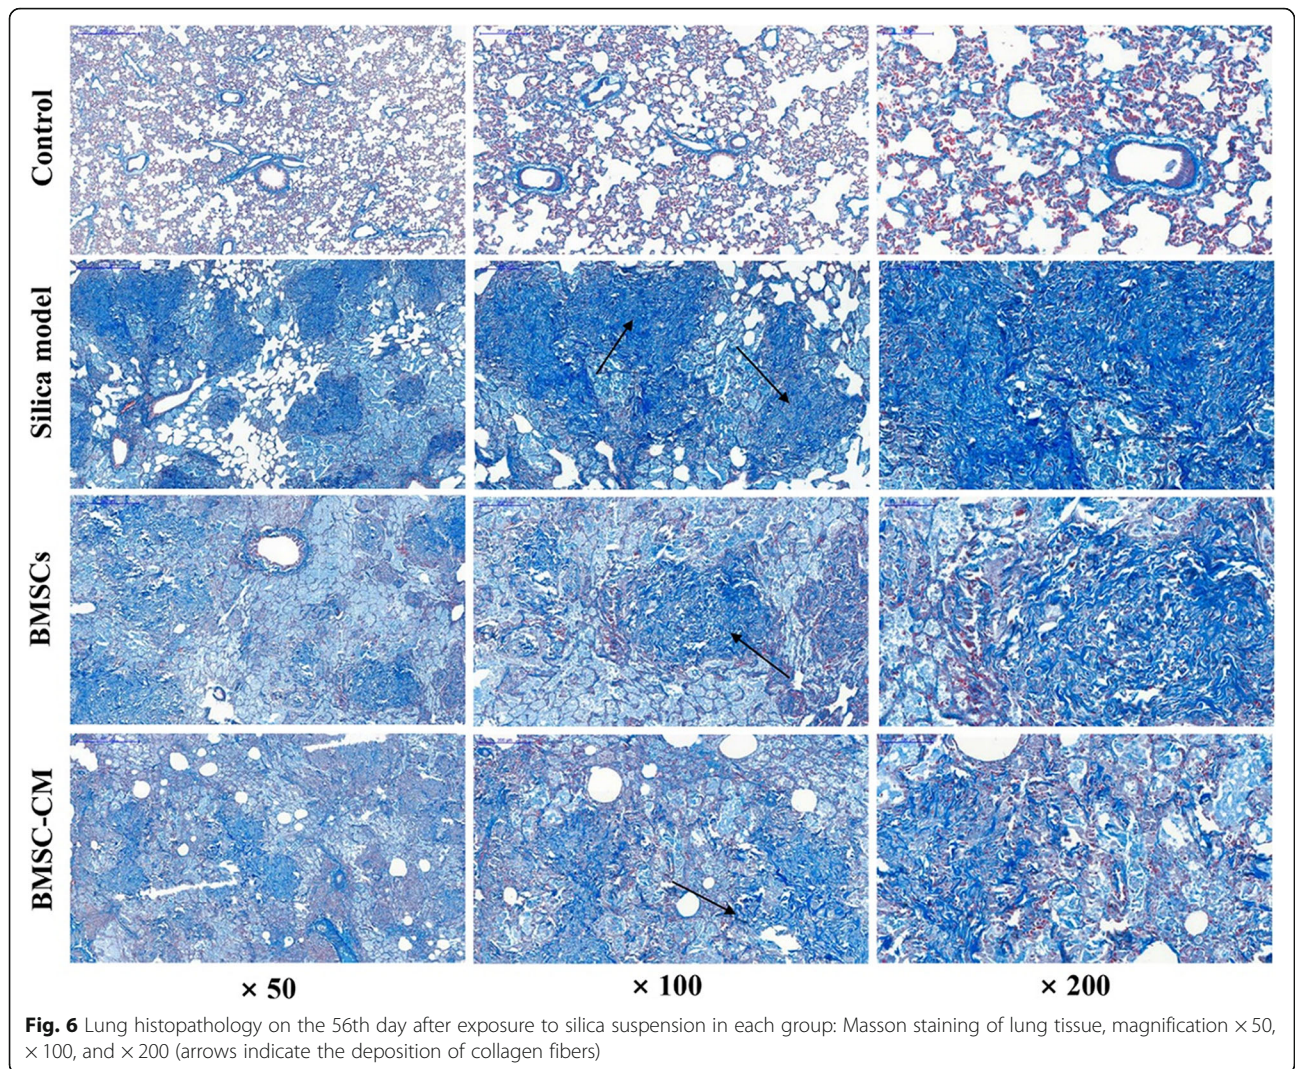 Control
Silica model
BMSCs
BMSC-CM
× 50
× 100
× 200
Fig. 6 Lung histopathology on the 56th day after exposure to silica suspension in each group: Masson staining of lung tissue, magnification × 50,
× 100, and × 200 (arrows indicate the deposition of collagen fibers)